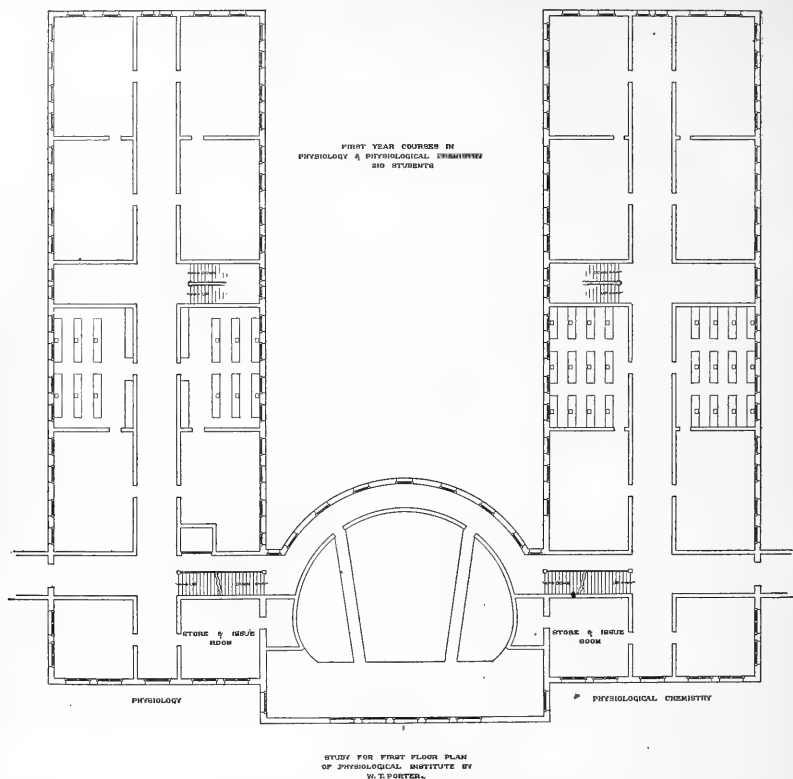 FIRST YEAR COURSES IN
PHYSIOLOGY & PHYSIOLOGICAL CHEMISTRY
210 STUDENTS
STORE & ISSUE
ROOM
STORE & ISSUE
ROOM
PHYSIOLOGY
PHYSIOLOGICAL CHEMISTRY
STUDY FOR FIRST FLOOR PLAN
OF PHYSIOLOGICAL INSTITUTE BY
W. T. PORTER.